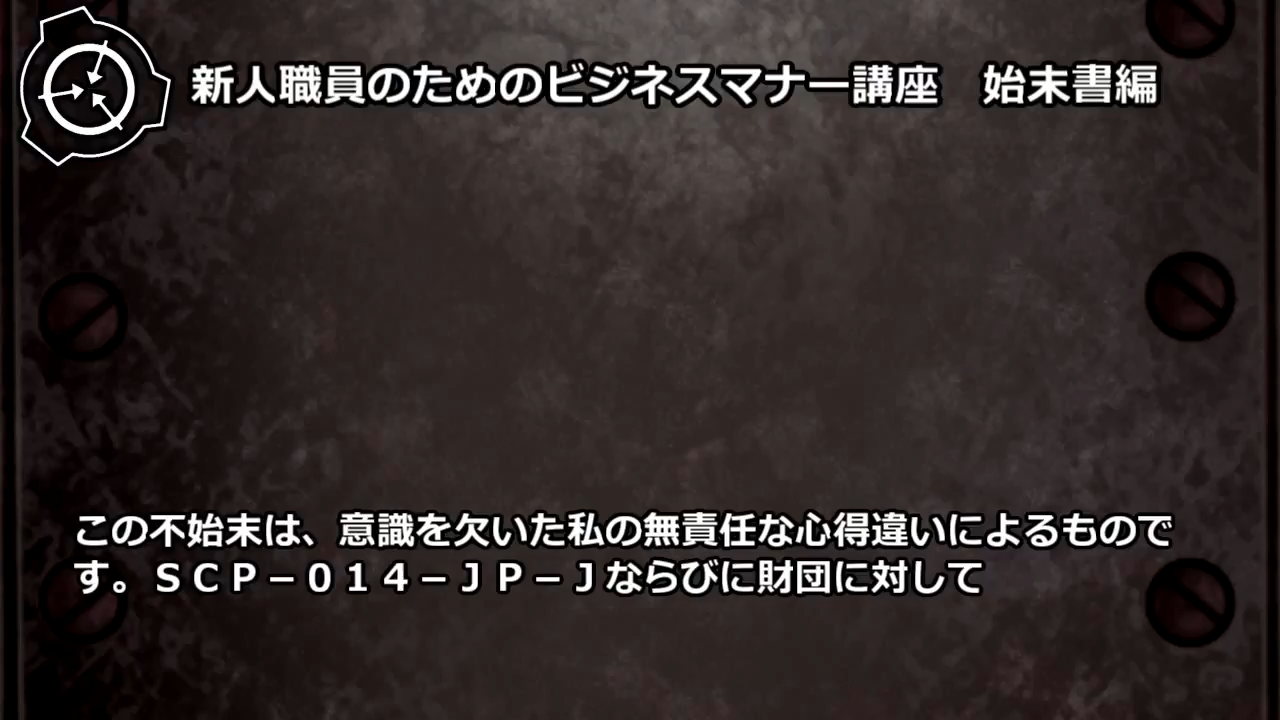 新人職員のためのビジネスマナー講座　始末書編
この不始末は、意識を欠いた私の無責任な心得違いによるもので
す。ＳＣＰ－０１４－ＪＰ－Ｊならびに財団に対して